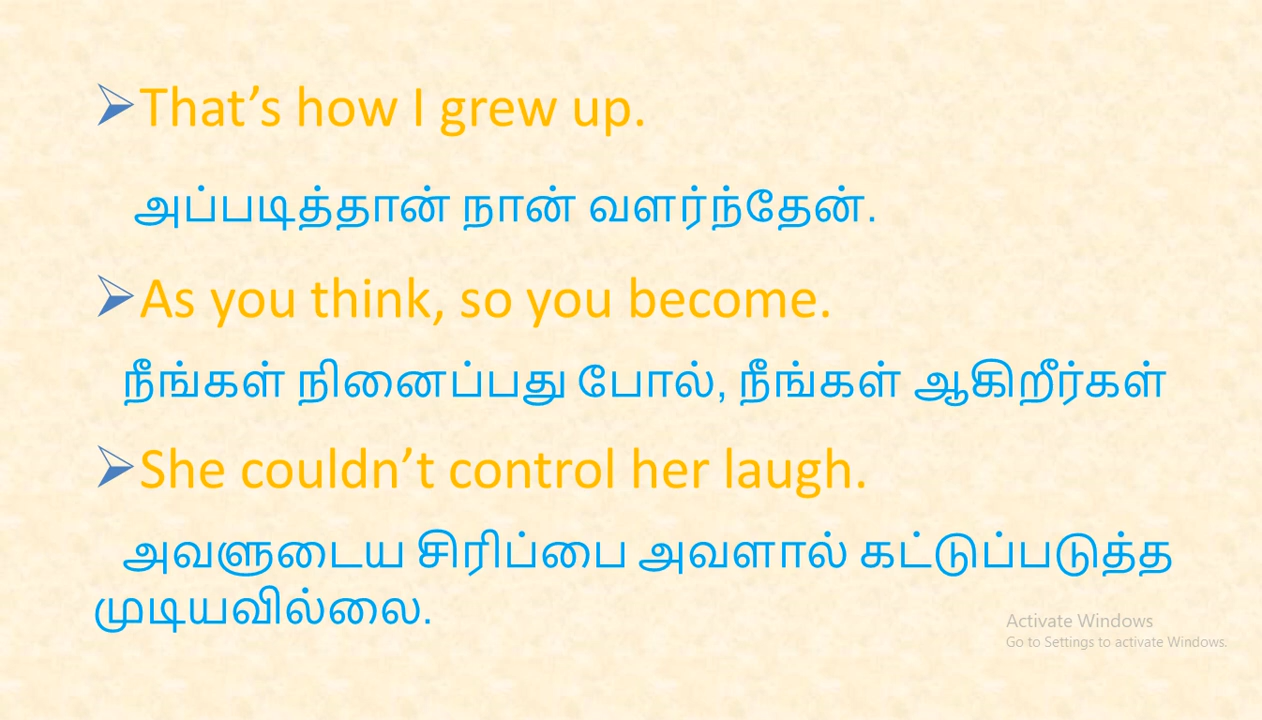 ➢That’s how I grew up.
அப்படித்தான் நான் வளர்ந்தேன்.
➢As you think, so you become.
நீங்கள் நினைப்பது போல், நீங்கள் ஆகிறீர்கள்
➢She couldn’t control her laugh.
அவளுடைய சிரிப்பை அவளால் கட்டுப்படுத்த
முடியவில்லை.
Activate Windows
Go to Settings to activate Windows.